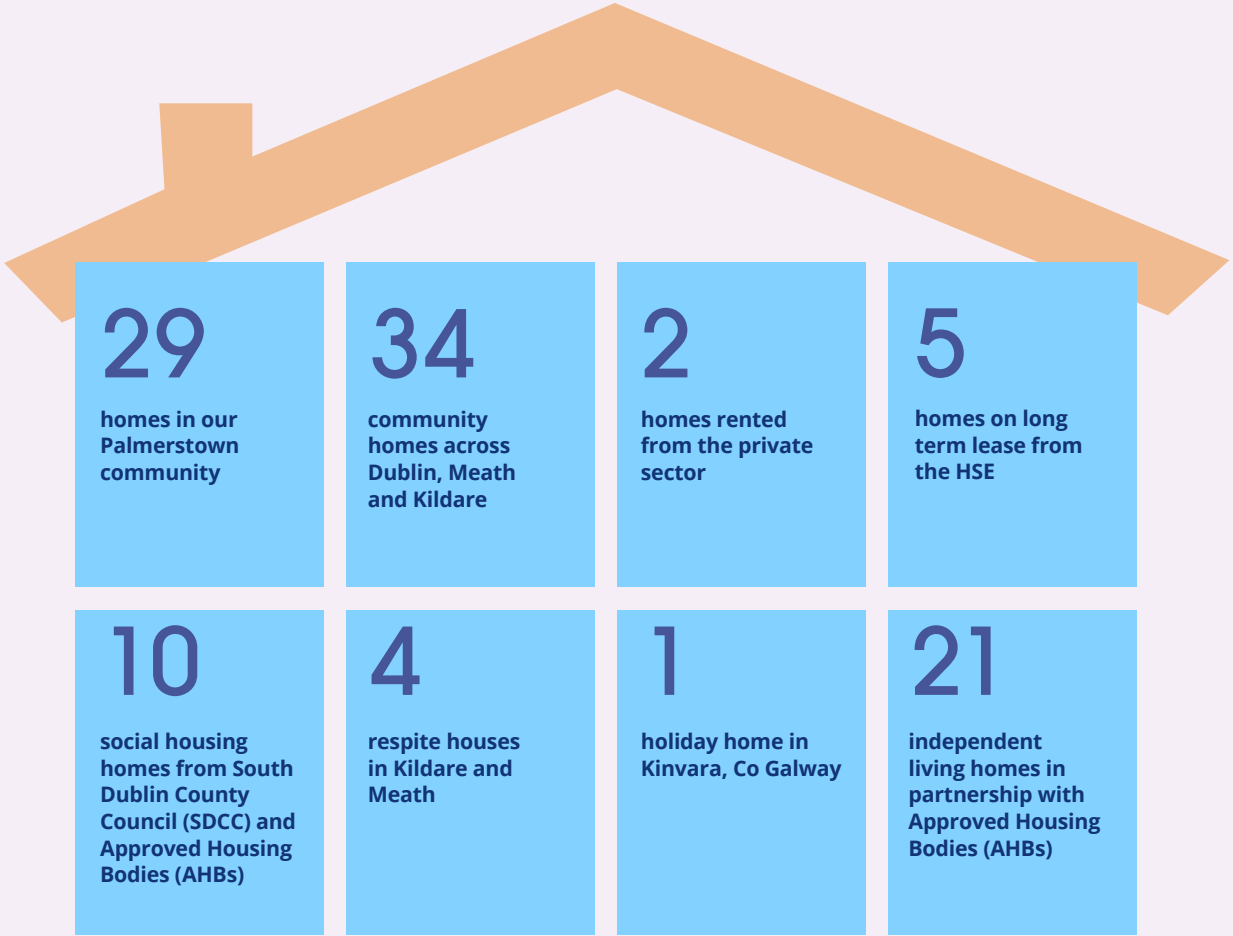 29
homes in our
Palmerstown
community
34
community
homes across
Dublin, Meath
and Kildare
2
homes rented
from the private
sector
5
homes on long
term lease from
the HSE
10
social housing
homes from South
Dublin County
Council (SDCC) and
Approved Housing
Bodies (AHBs)
4
respite houses
in Kildare and
Meath
1
holiday home in
Kinvara, Co Galway
21
independent
living homes in
partnership with
Approved Housing
Bodies (AHBs)